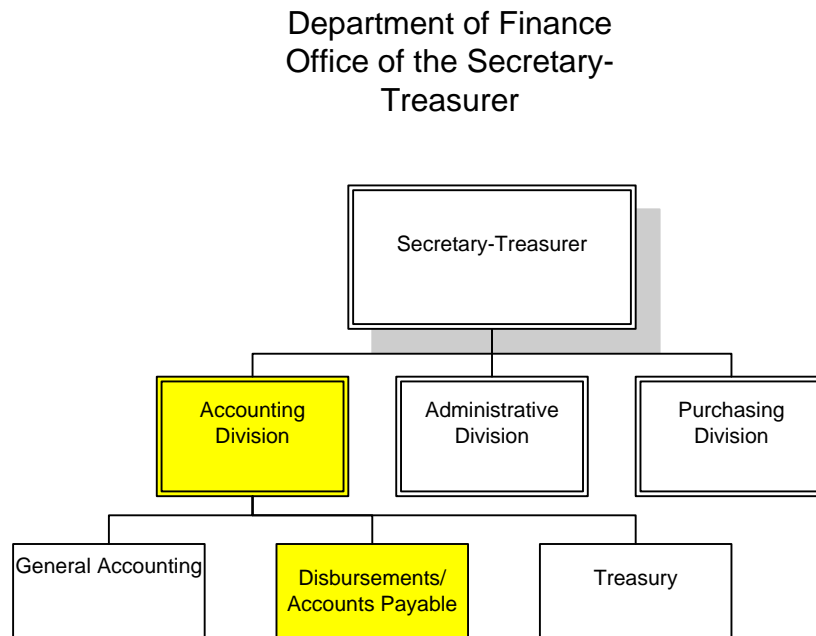 Department of Finance
Office of the Secretary-
Treasurer
Secretary-Treasurer
Accounting
Division
Administrative
Division
Purchasing
Division
General Accounting
Disbursements/
Accounts Payable
Treasury